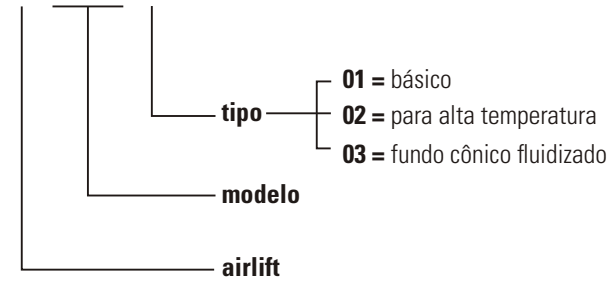 01 = básico
tipo
02 = para alta temperatura
03 = fundo cônico fluidizado
modelo
airlift